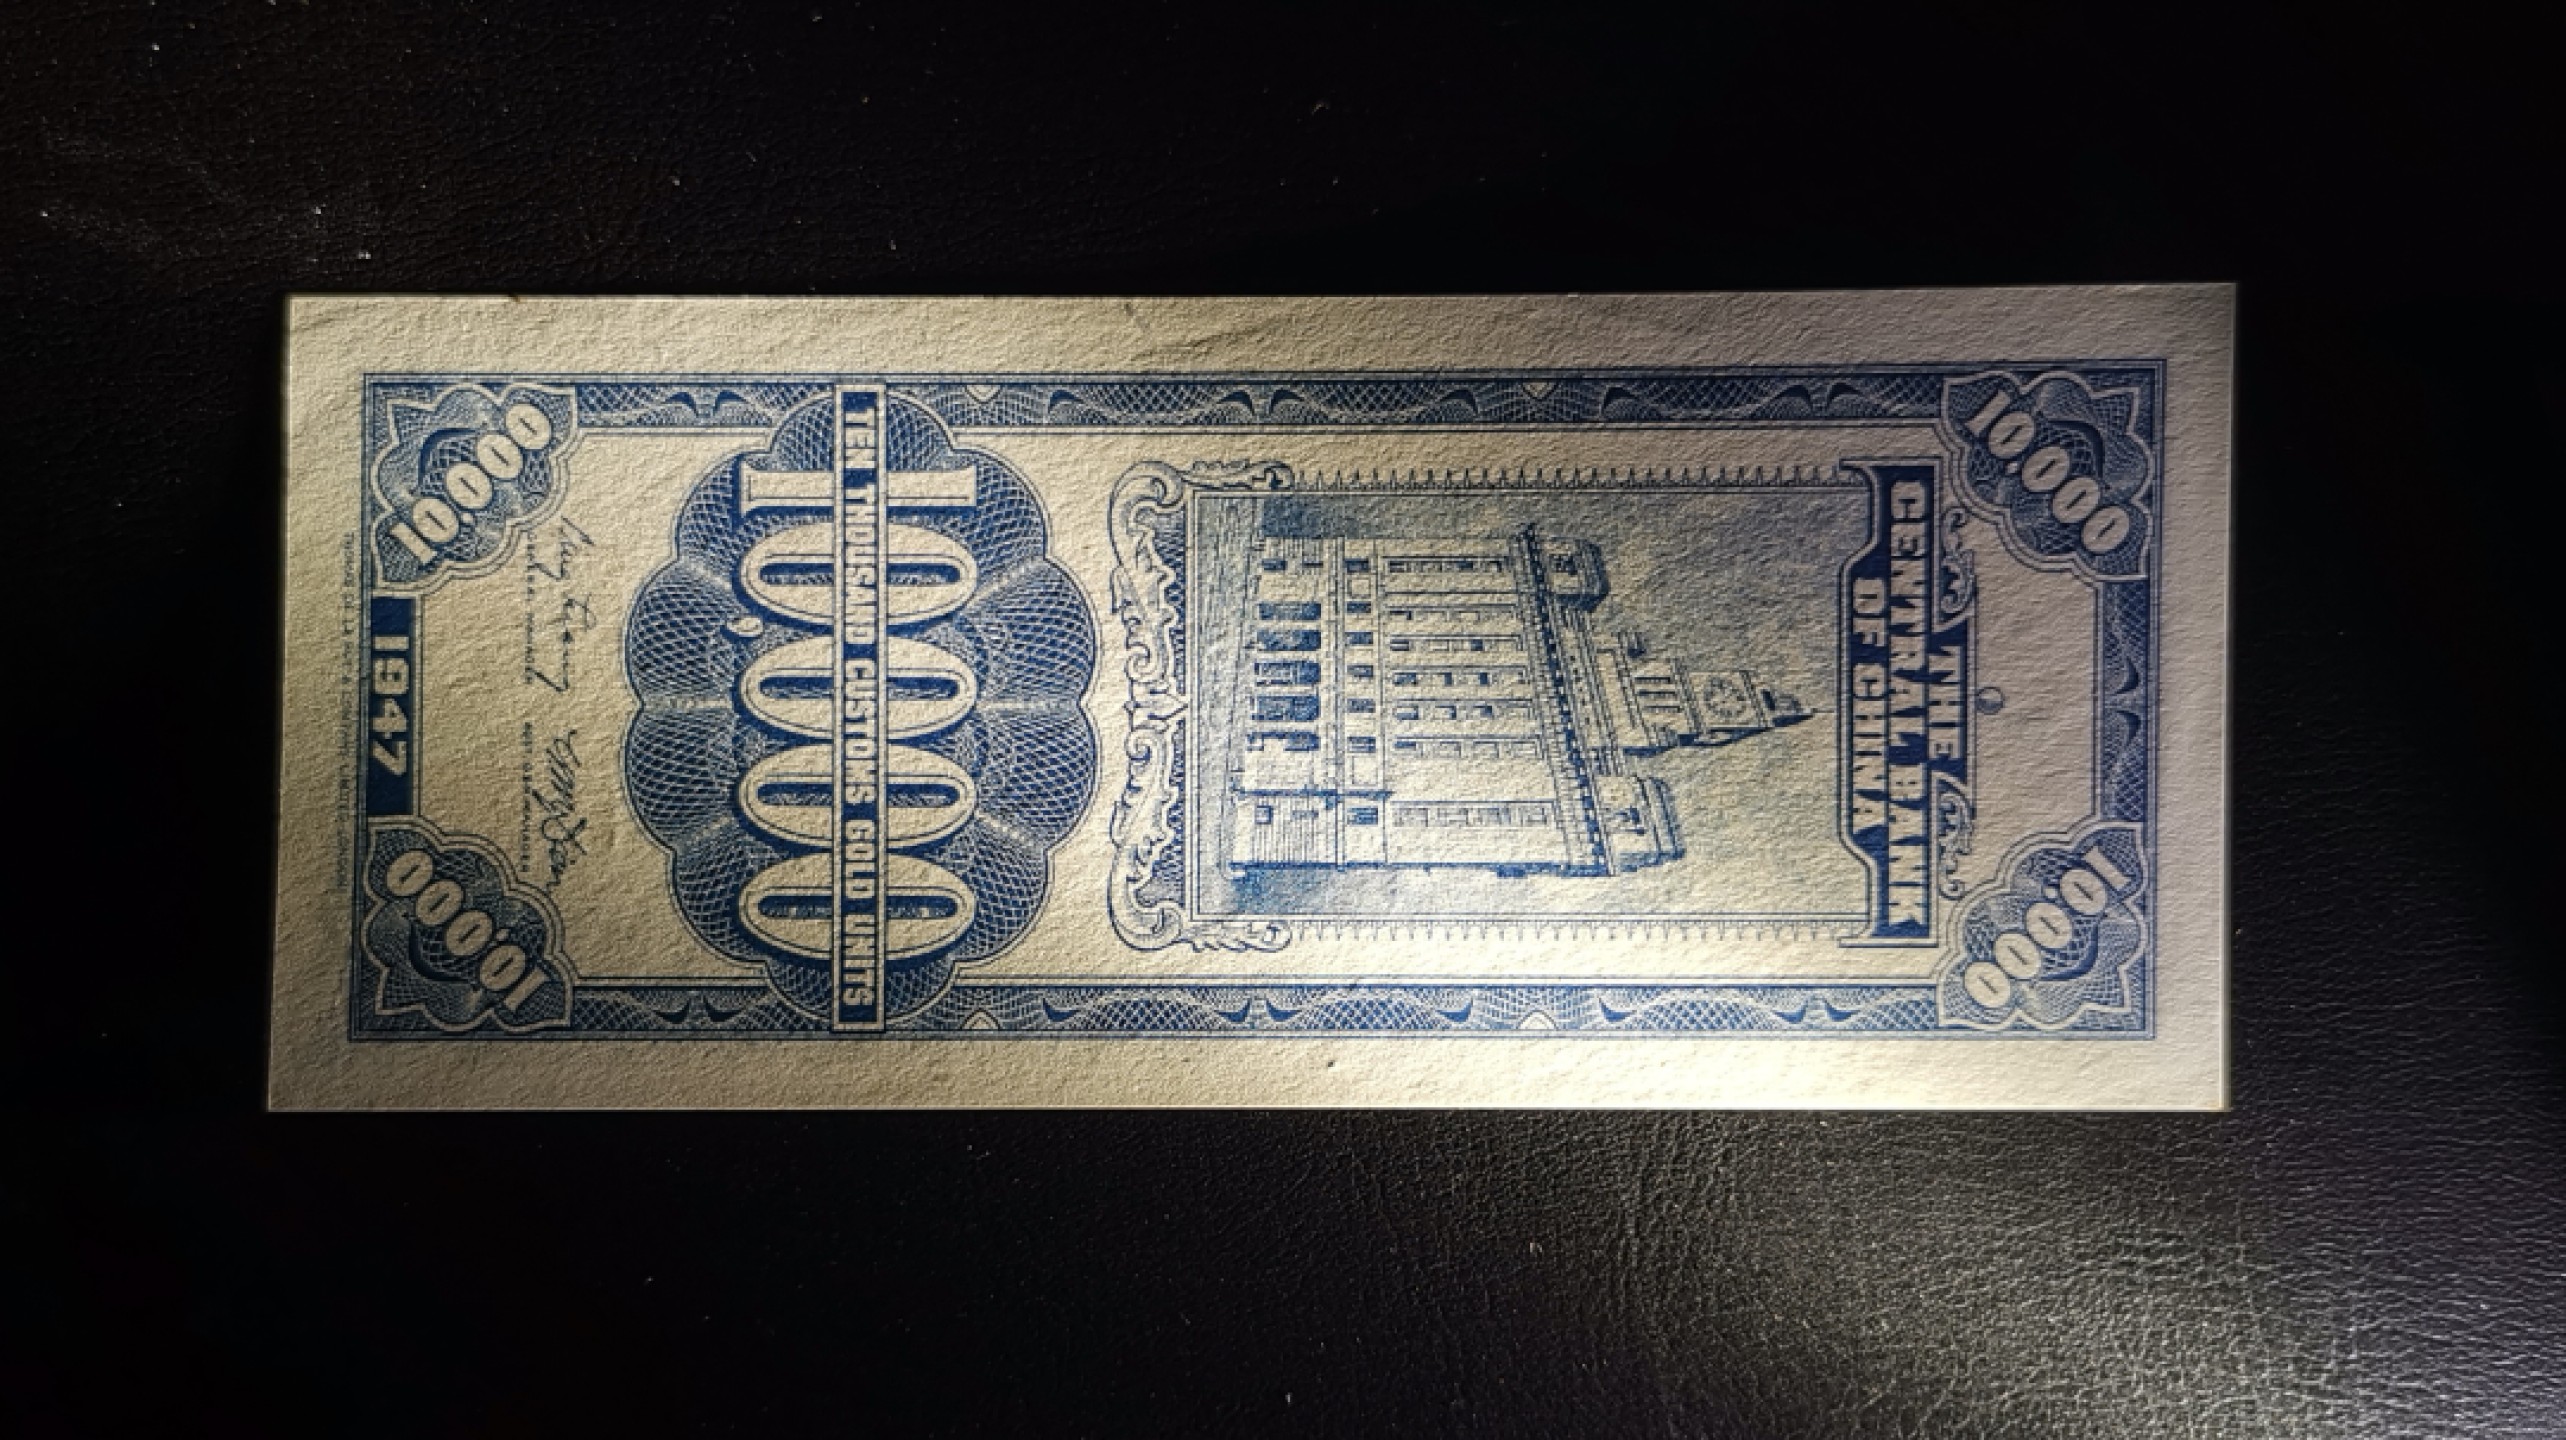 10.000
10.000
THE
CENTRAL BANK
OF CHINA
10,000
TEN THOUSAND CUSTOMS GOLD UNITS
10.000
10.000
1947